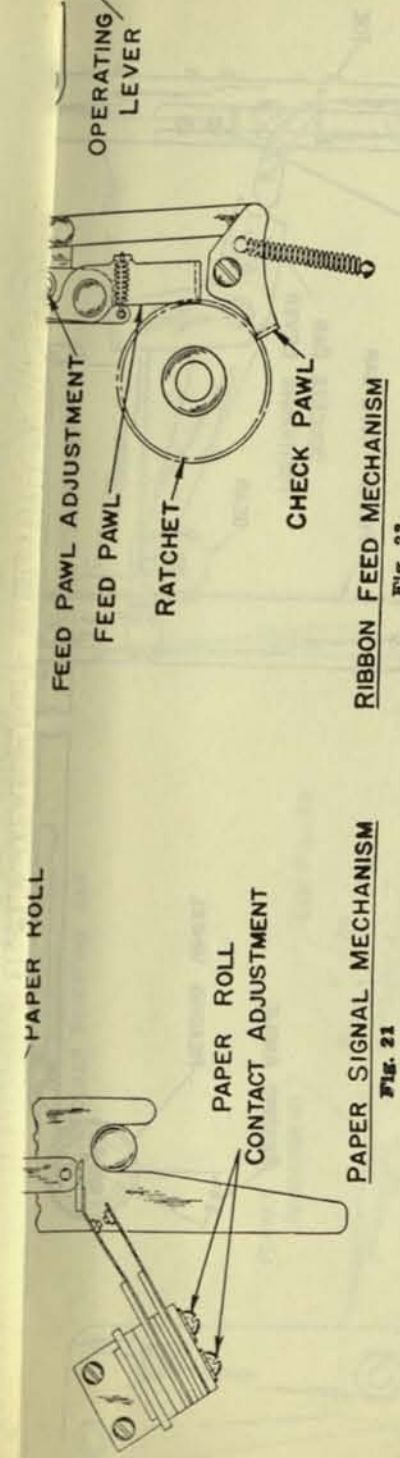 PAPER ROLL
PAPER ROLL
CONTACT ADJUSTMENT
PAPER SIGNAL MECHANISM
Fig. 21
OPERATING
LEVER
FEED PAWL ADJUSTMENT
FEED PAWL
RATCHET
CHECK PAWL
RIBBON FEED MECHANISM
Fig.